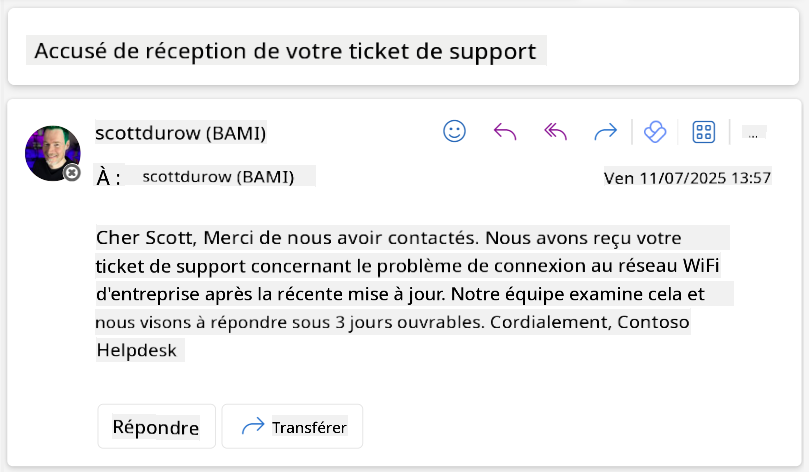 Accusé de réception de votre ticket de support
scottdurow (BAMI)
...
À : scottdurow (BAMI)
Ven 11/07/2025 13:57
Cher Scott, Merci de nous avoir contactés. Nous avons reçu votre
ticket de support concernant le problème de connexion au réseau WiFi
d'entreprise après la récente mise à jour. Notre équipe examine cela et
nous visons à répondre sous 3 jours ouvrables. Cordialement, Contoso
Helpdesk
Répondre
Transférer